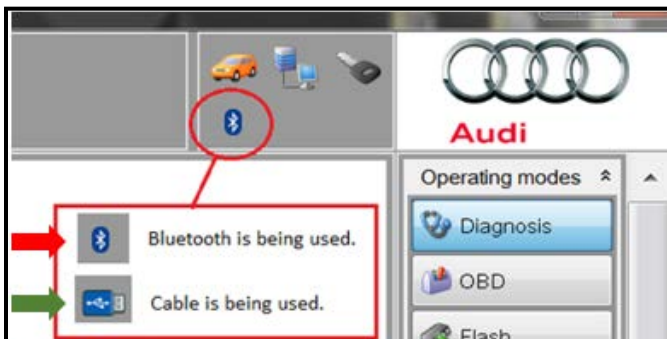 Audi
Operating modes
Diagnosis
OBD
Flash
Bluetooth is being used.
Cable is being used.